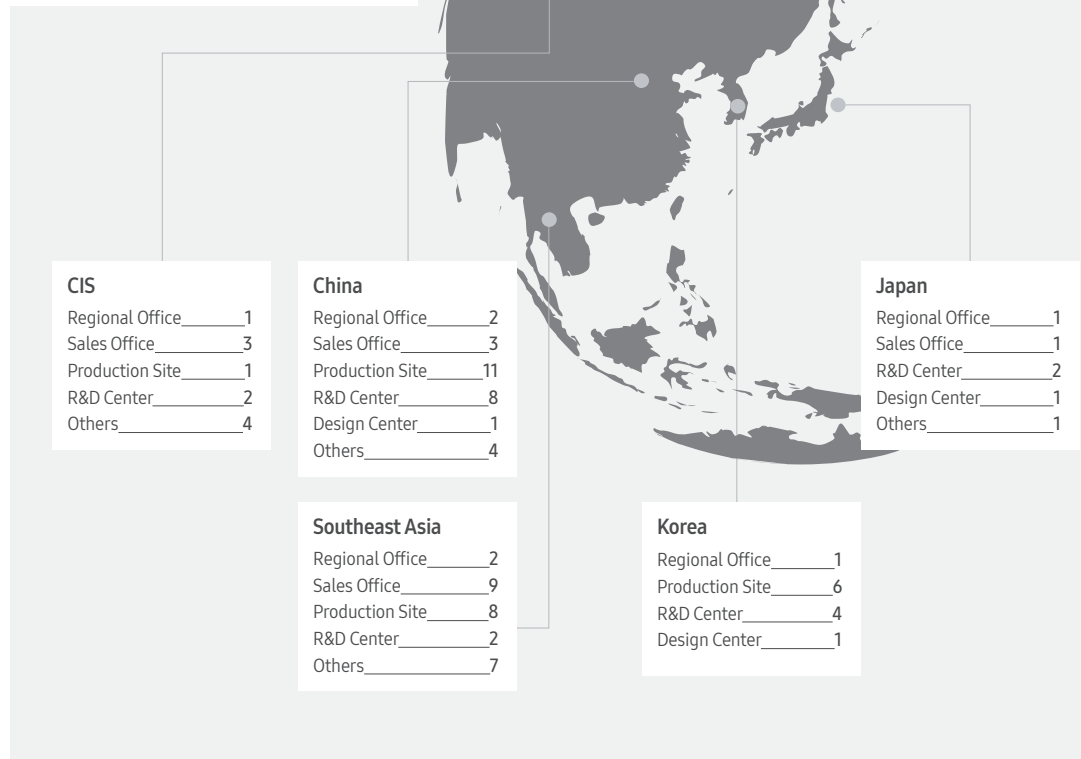 CIS
Regional Office 1
Sales Office 3
Production Site 1
R&D Center 2
Others 4
China
Regional Office 2
Sales Office 3
Production Site 11
R&D Center 8
Design Center 1
Others 4
Japan
Regional Office 1
Sales Office 1
R&D Center 2
Design Center 1
Others 1
Southeast Asia
Regional Office 2
Sales Office 9
Production Site 8
R&D Center 2
Others 7
Korea
Regional Office 1
Production Site 6
R&D Center 4
Design Center 1